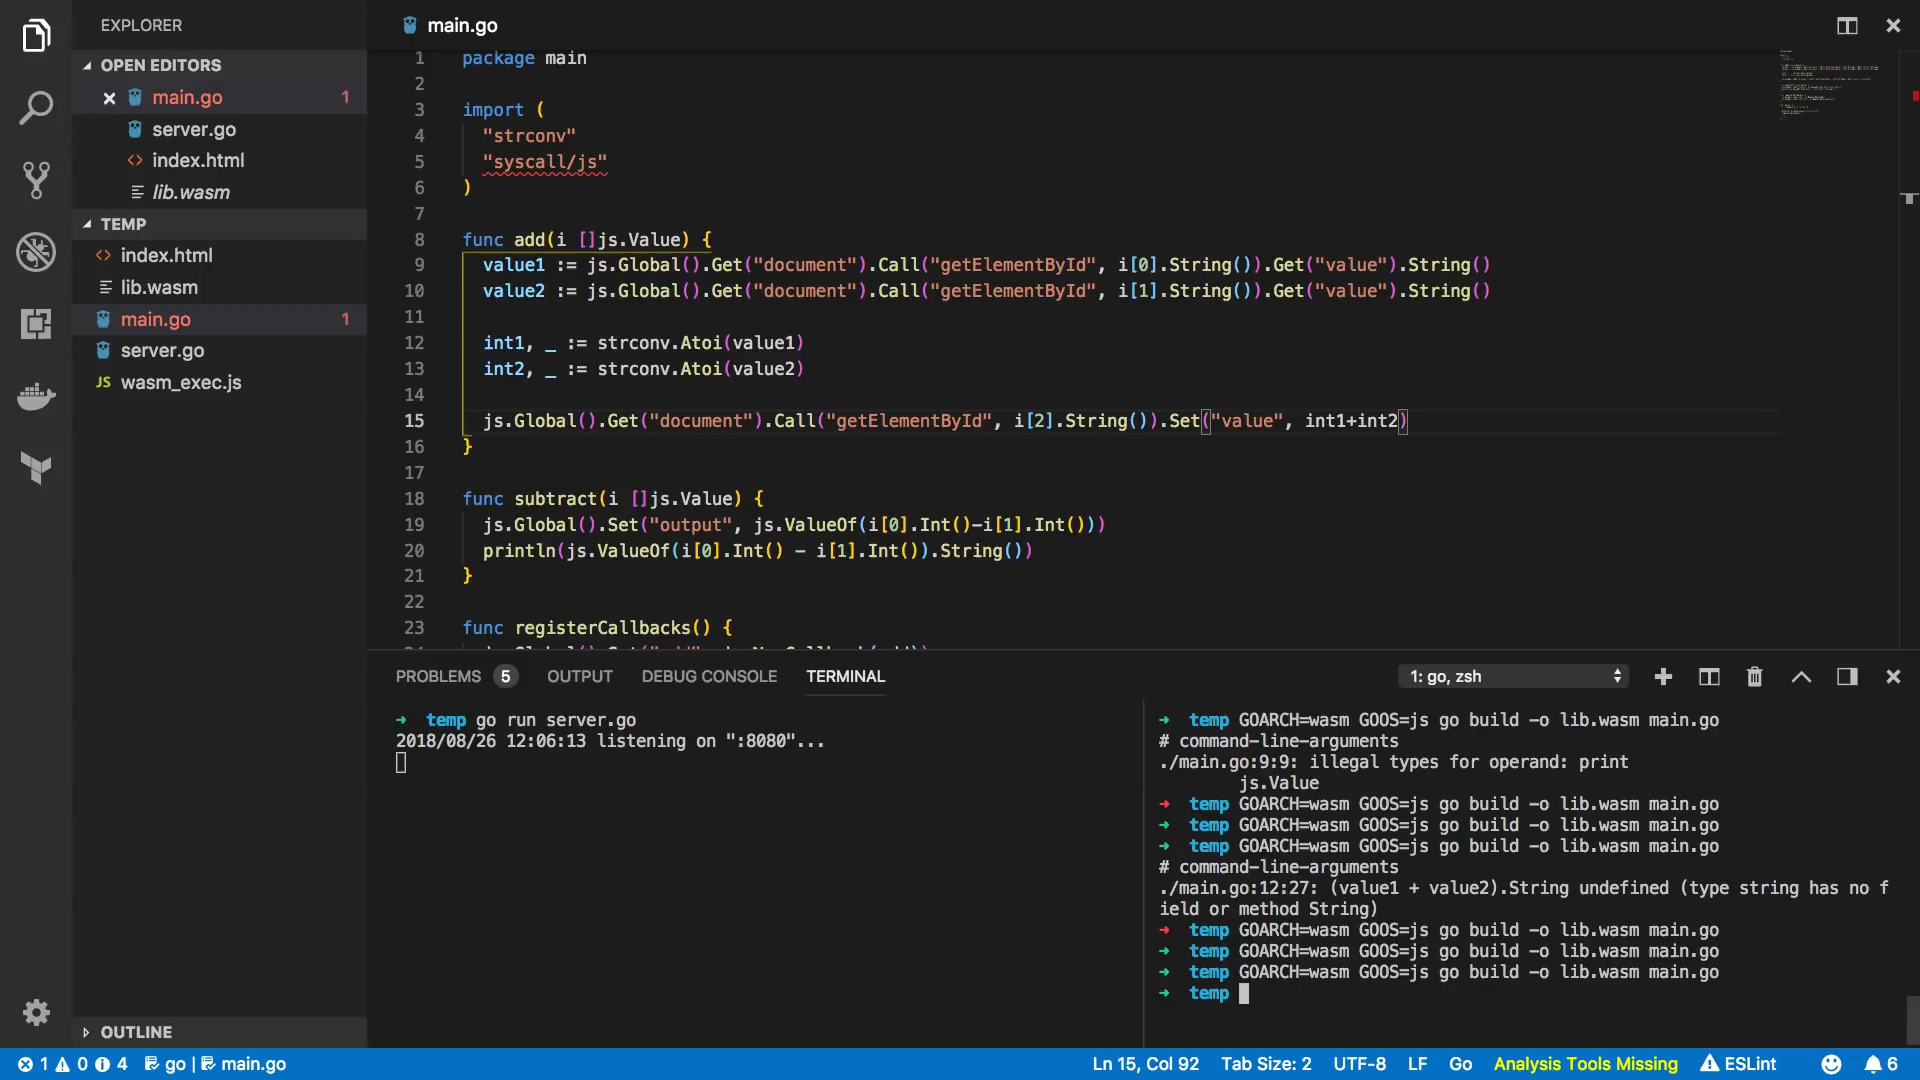 EXPLORER
OPEN EDITORS
main.go 1
server.go
index.html
lib.wasm
TEMP
index.html
lib.wasm
main.go 1
server.go
JS wasm_exec.js
OUTLINE
main.go
1 package main
2
3 import (
4 "strconv"
5 "syscall/js"
6 )
7
8 func add(i []js.Value) {
9 value1 := js.Global().Get("document").Call("getElementById", i[0].String()).Get("value").String()
10 value2 := js.Global().Get("document").Call("getElementById", i[1].String()).Get("value").String()
11
12 int1, _ := strconv.Atoi(value1)
13 int2, _ := strconv.Atoi(value2)
14
15 js.Global().Get("document").Call("getElementById", i[2].String()).Set("value", int1+int2)
16 }
17
18 func subtract(i []js.Value) {
19 js.Global().Set("output", js.ValueOf(i[0].Int()-i[1].Int()))
20 println(js.ValueOf(i[0].Int() - i[1].Int()).String())
21 }
22
23 func registerCallbacks() {
PROBLEMS 5 OUTPUT DEBUG CONSOLE TERMINAL 1: go, zsh
➜ temp go run server.go
2018/08/26 12:06:13 listening on ":8080"...
➜ temp GOARCH=wasm GOOS=js go build -o lib.wasm main.go
# command-line-arguments
./main.go:9:9: illegal types for operand: print
js.Value
➜ temp GOARCH=wasm GOOS=js go build -o lib.wasm main.go
➜ temp GOARCH=wasm GOOS=js go build -o lib.wasm main.go
➜ temp GOARCH=wasm GOOS=js go build -o lib.wasm main.go
# command-line-arguments
./main.go:12:27: (value1 + value2).String undefined (type string has no f
ield or method String)
➜ temp GOARCH=wasm GOOS=js go build -o lib.wasm main.go
➜ temp GOARCH=wasm GOOS=js go build -o lib.wasm main.go
➜ temp GOARCH=wasm GOOS=js go build -o lib.wasm main.go
➜ temp
1 0 4 go | main.go Ln 15, Col 92 Tab Size: 2 UTF-8 LF Go Analysis Tools Missing ESLint 6